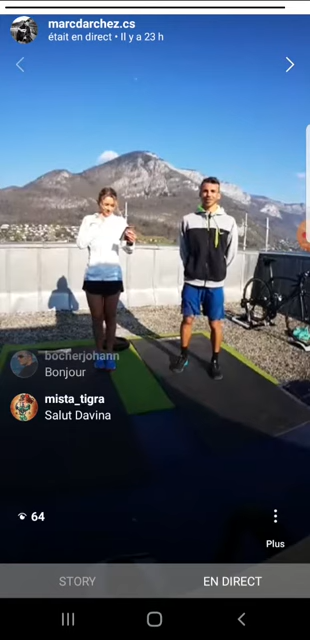 marcdarchez.cs
était en direct • Il y a 23 h
bocherjohann
Bonjour
mista_tigra
Salut Davina
64
Plus
STORY
EN DIRECT